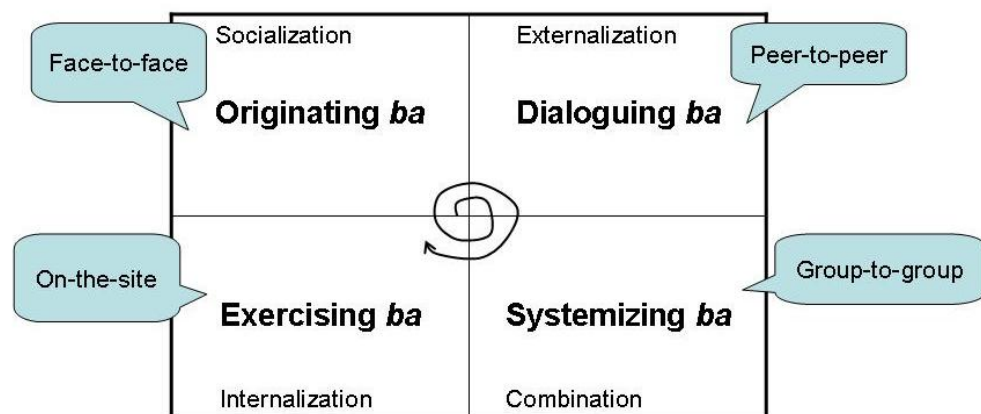 Socialization
Externalization
Face-to-face
Peer-to-peer
Originating ba
Dialoguing ba
On-the-site
Group-to-group
Exercising ba
Systemizing ba
Internalization
Combination